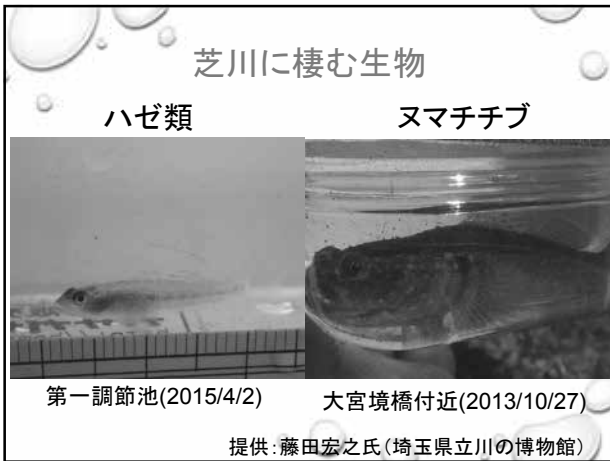 芝川に棲む生物
ハゼ類
ヌマチチブ
第一調節池(2015/4/2)
大宮境橋付近(2013/10/27)
提供:藤田宏之氏(埼玉県立川の博物館)